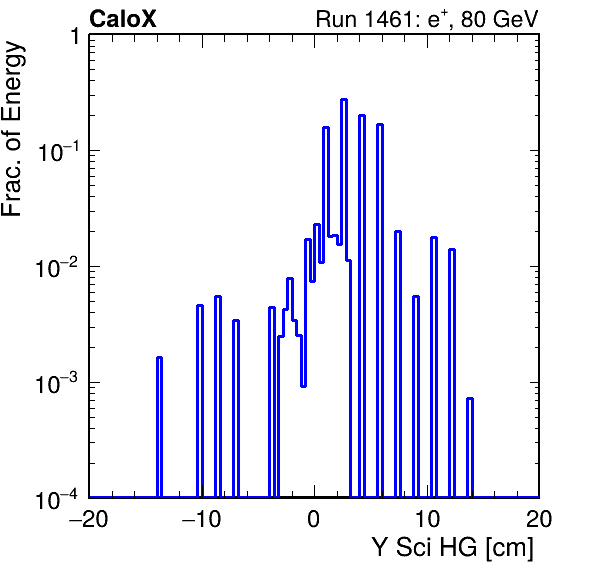 CaloX Run 1461: e⁺, 80 GeV
Frac. of Energy
1
10⁻¹
10⁻²
10⁻³
10⁻⁴
−20 −10 0 10 20
Y Sci HG [cm]